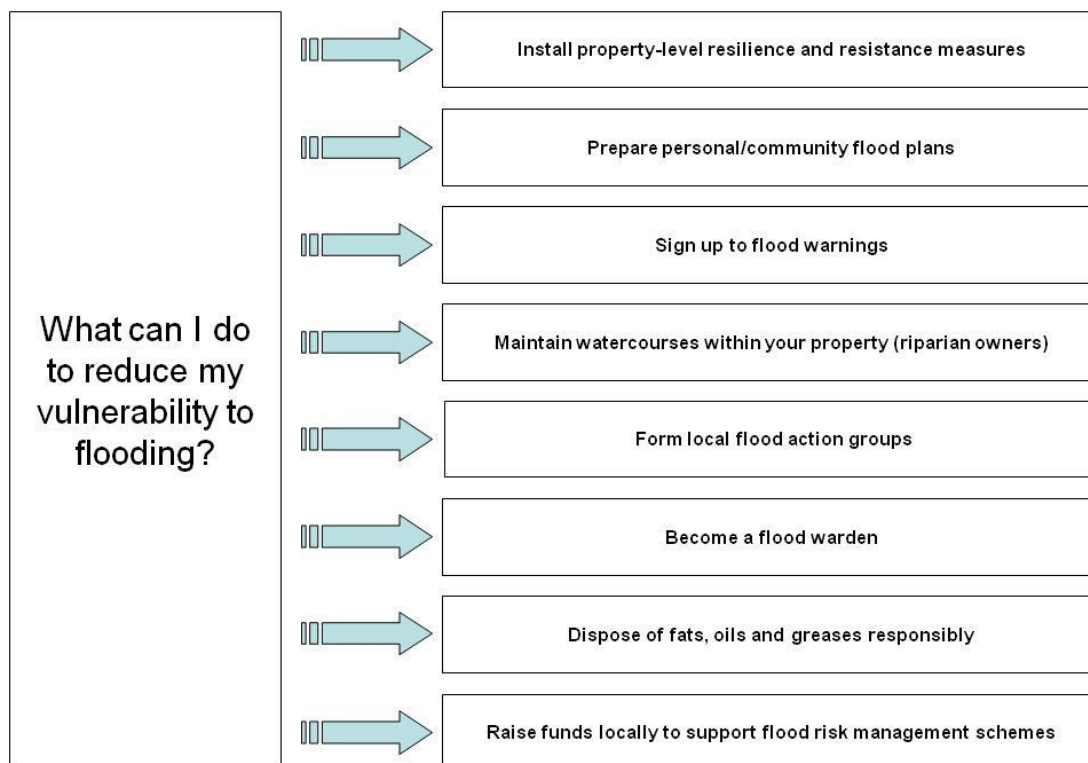 What can I do
to reduce my
vulnerability to
flooding?
Install property-level resilience and resistance measures
Prepare personal/community flood plans
Sign up to flood warnings
Maintain watercourses within your property (riparian owners)
Form local flood action groups
Become a flood warden
Dispose of fats, oils and greases responsibly
Raise funds locally to support flood risk management schemes